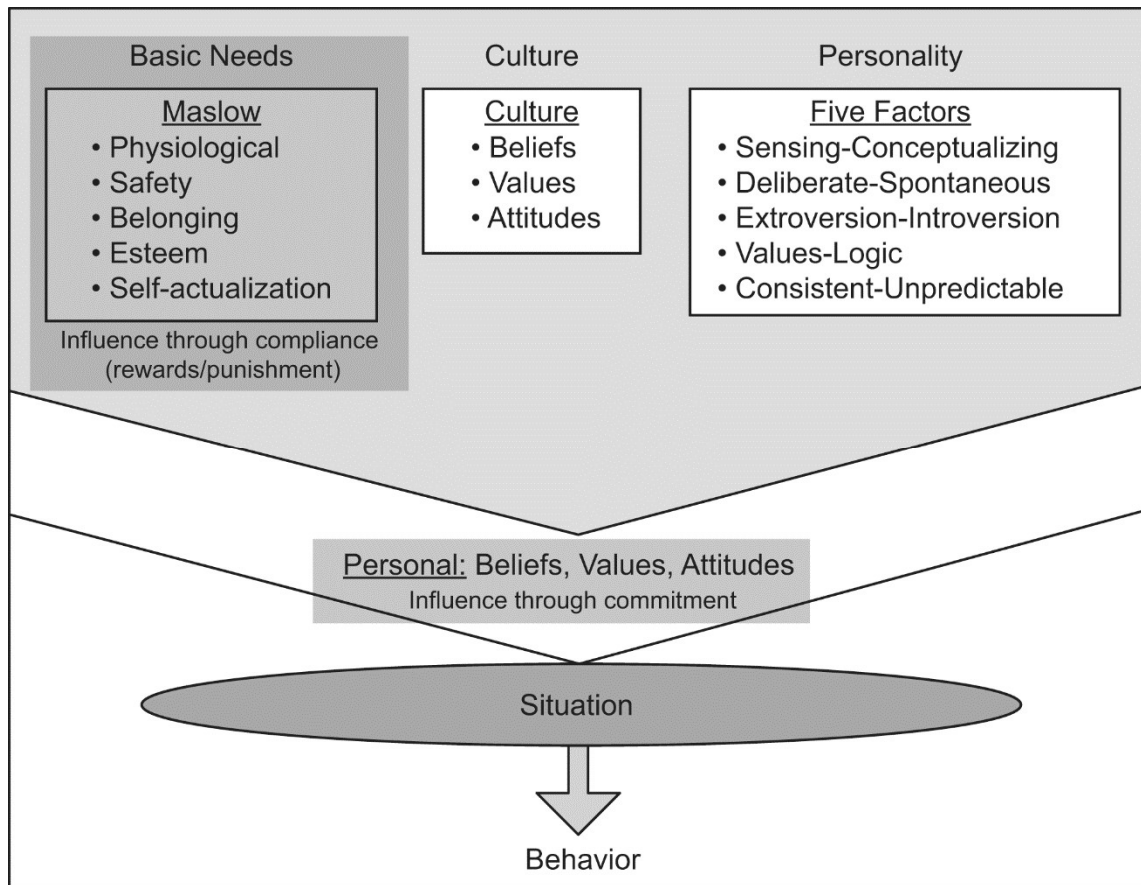 Basic Needs
Maslow
• Physiological
• Safety
• Belonging
• Esteem
• Self-actualization
Influence through compliance
(rewards/punishment)
Culture
Culture
• Beliefs
• Values
• Attitudes
Personality
Five Factors
• Sensing-Conceptualizing
• Deliberate-Spontaneous
• Extroversion-Introversion
• Values-Logic
• Consistent-Unpredictable
Personal: Beliefs, Values, Attitudes
Influence through commitment
Situation
Behavior